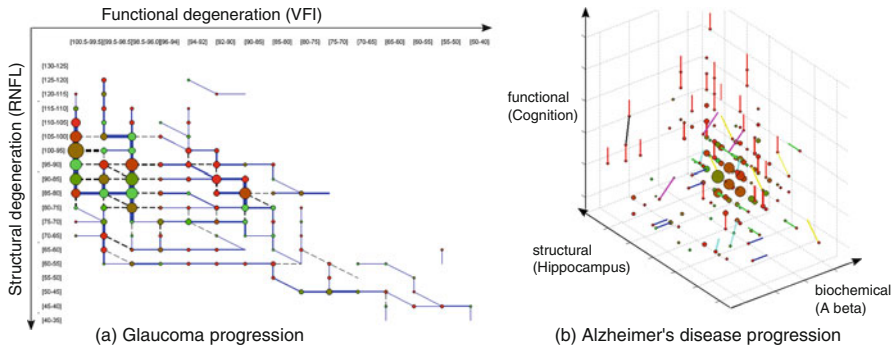 Functional degeneration (VFI)
[100.5-99.5] [99.5-98.5] [98.5-96.0] [96-94) [94-92) [92-90) [90-85) [85-80) [80-75) [75-70) [70-65) [65-60) [60-55) [55-50) [50-40)
Structural degeneration (RNFL)
[130-125)
[125-120)
[120-115)
[115-110)
[110-105)
[105-100)
[100-95)
[95-90)
[90-85)
[85-80)
[80-75)
[75-70)
[70-65)
[65-60)
[60-55)
[55-50)
[50-45)
[45-40)
[40-35)
(a) Glaucoma progression
functional
(Cognition)
structural
(Hippocampus)
biochemical
(A beta)
(b) Alzheimer's disease progression